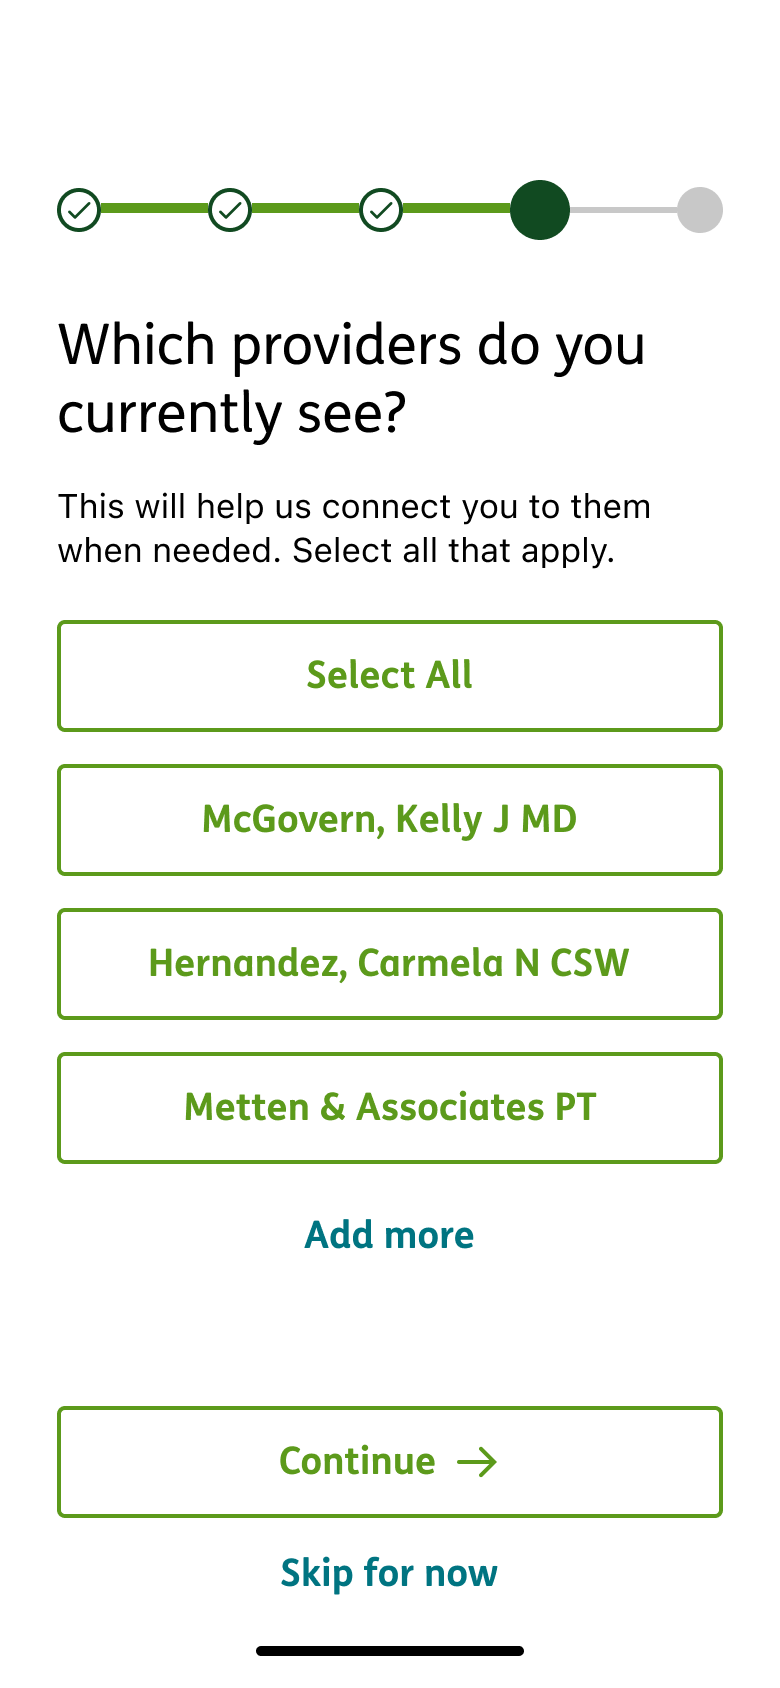 Which providers do you
currently see?
This will help us connect you to them
when needed. Select all that apply.
Select All
McGovern, Kelly J MD
Hernandez, Carmela N CSW
Metten & Associates PT
Add more
Continue →
Skip for now